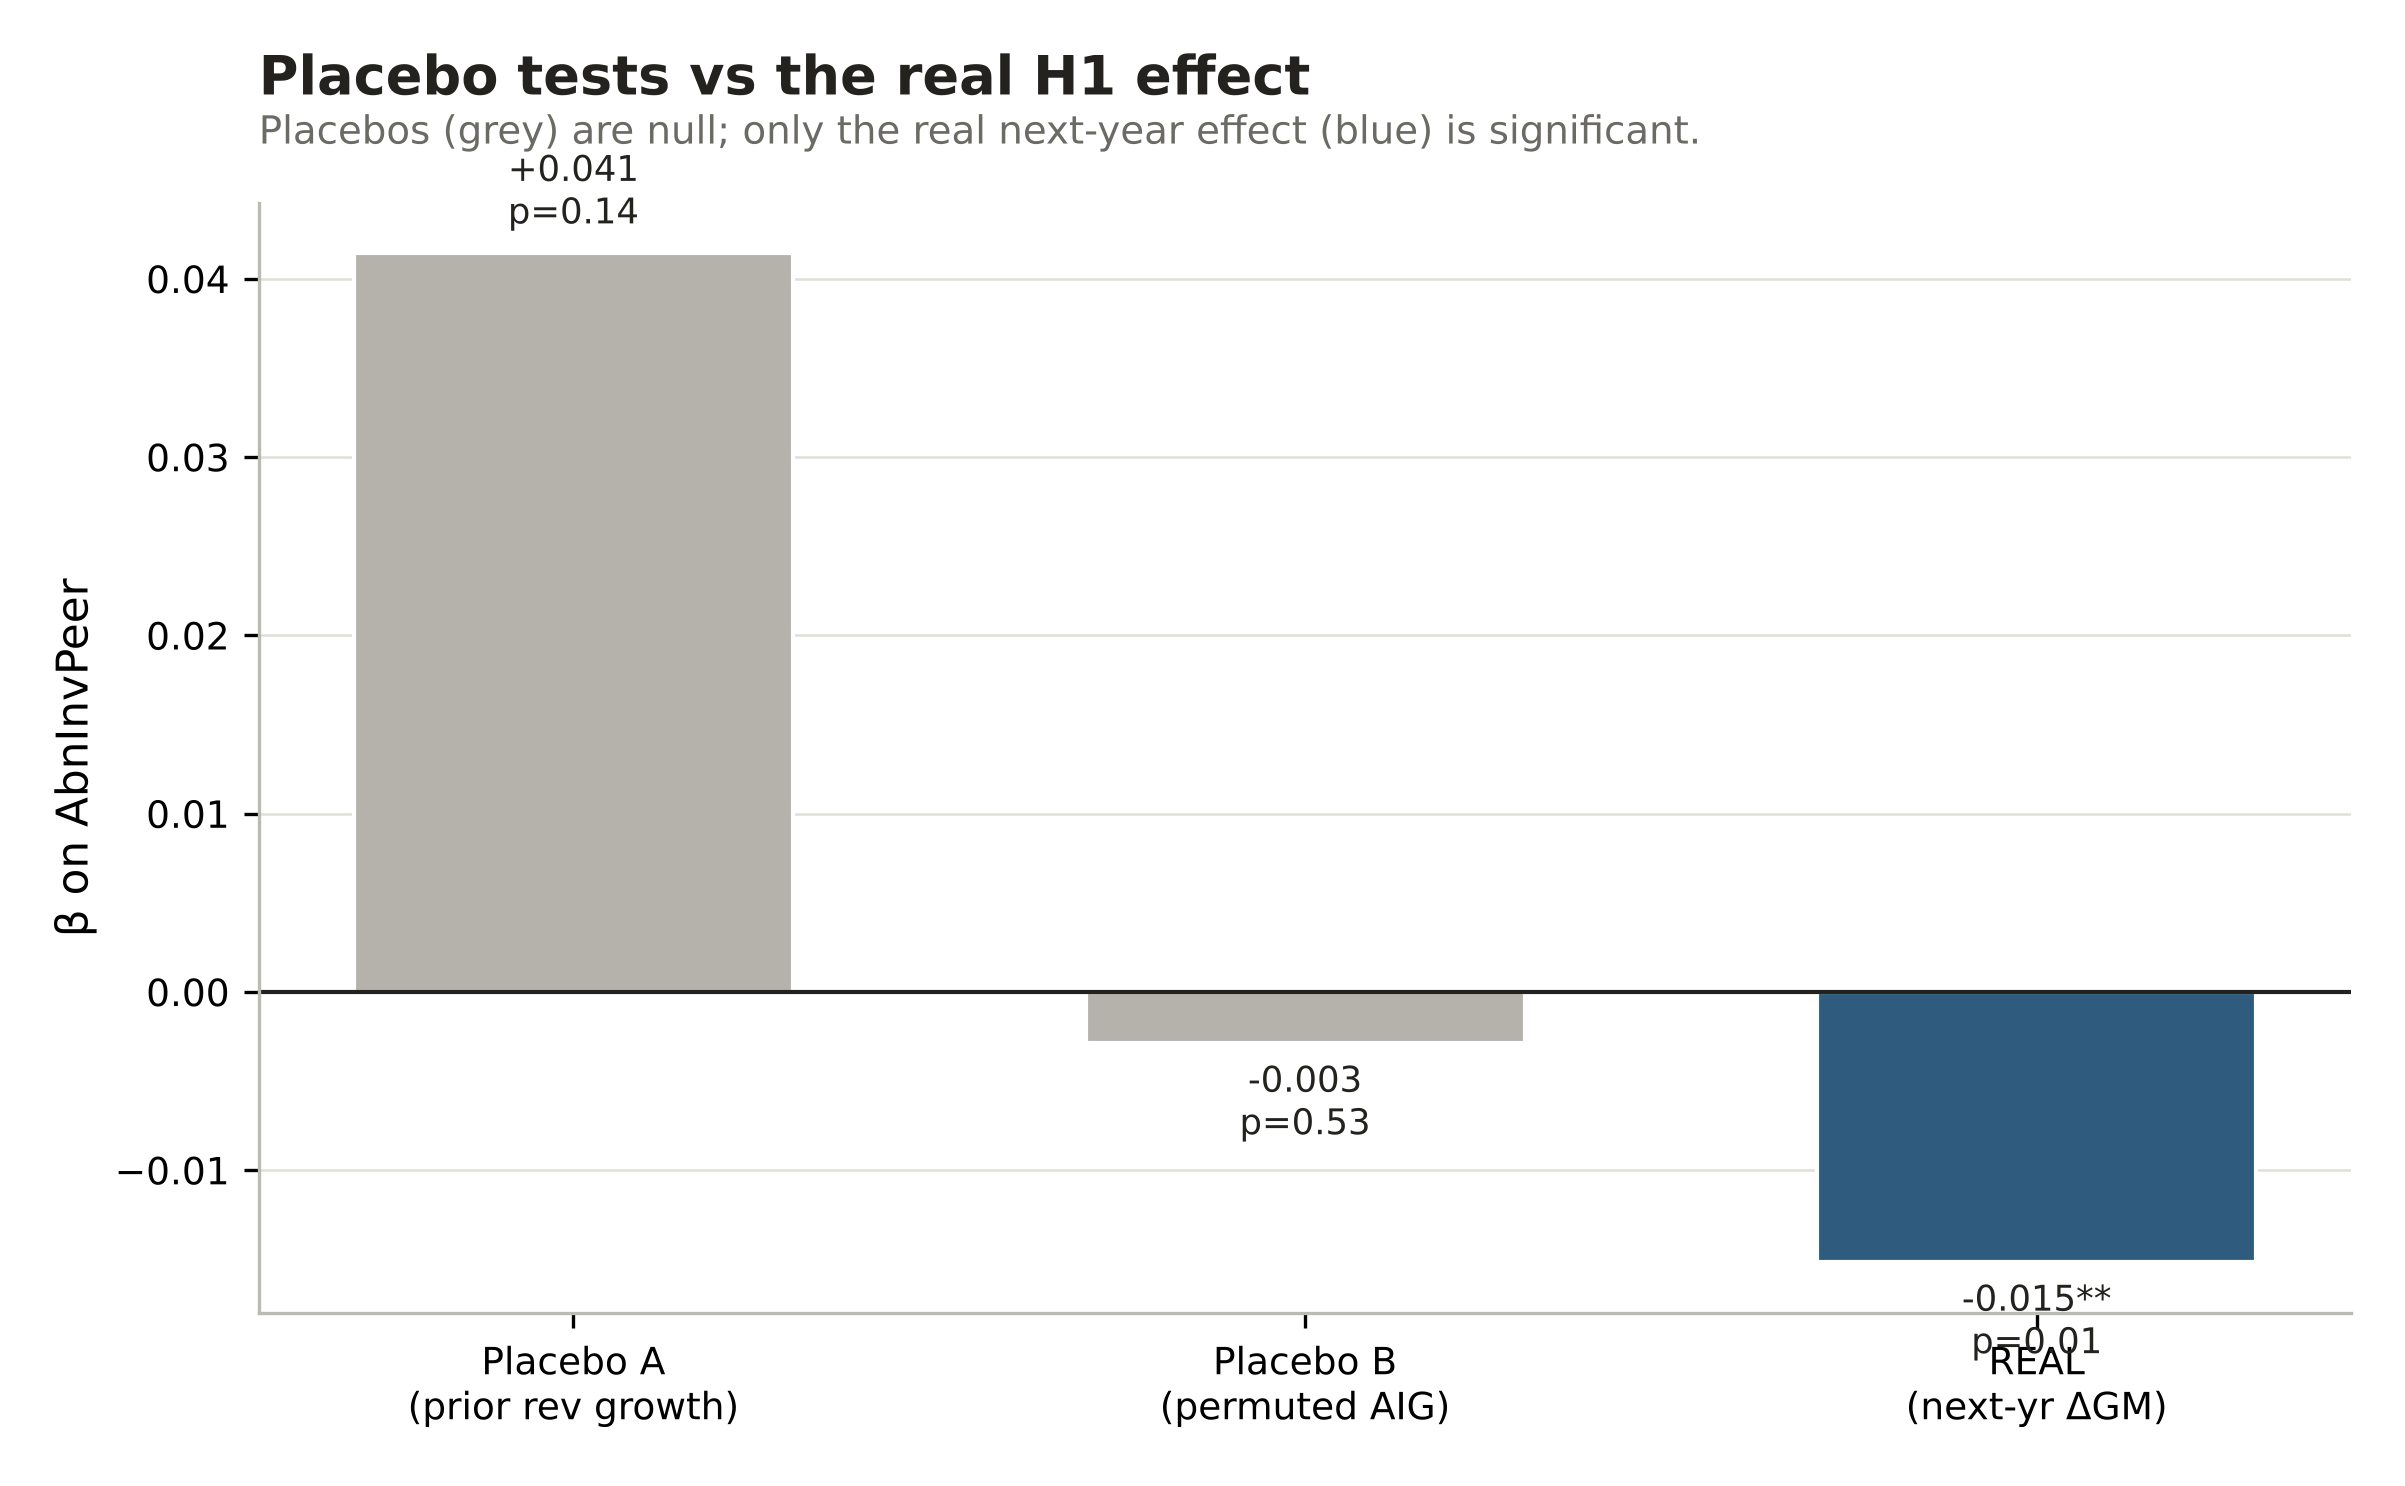 Placebo tests vs the real H1 effect
Placebos (grey) are null; only the real next-year effect (blue) is significant.
+0.041
p=0.14
0.04
0.03
0.02
0.01
0.00
−0.01
β on AbnInvPeer
-0.003
p=0.53
-0.015**
p=0.01
Placebo A
(prior rev growth)
Placebo B
(permuted AIG)
REAL
(next-yr ΔGM)